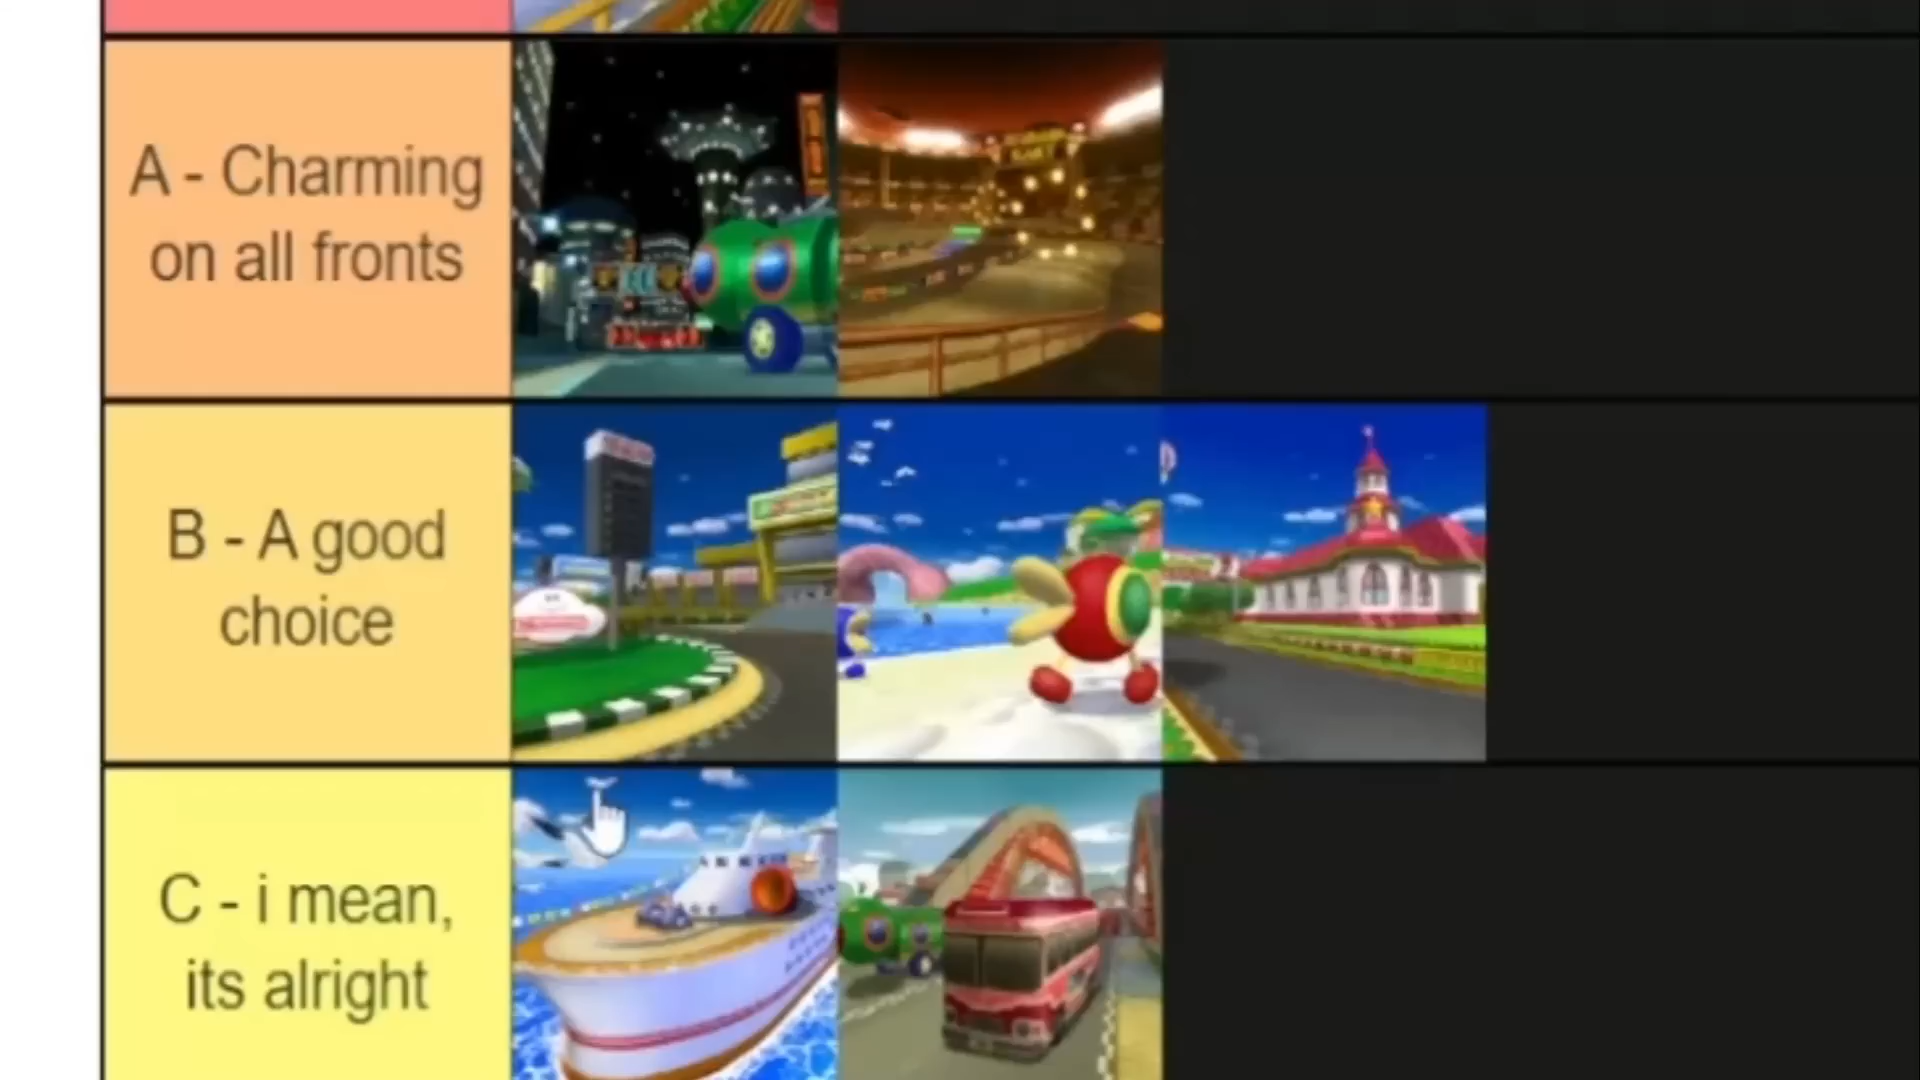 A - Charming
on all fronts
B - A good
choice
C - i mean,
its alright